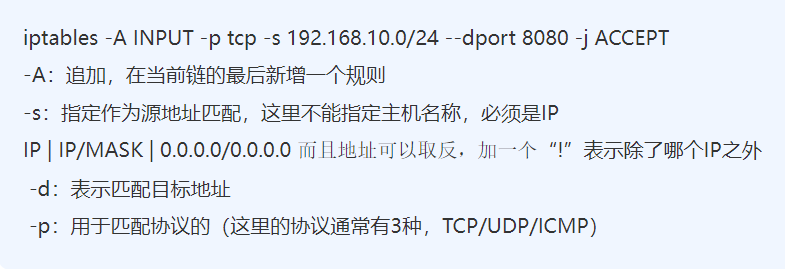 iptables -A INPUT -p tcp -s 192.168.10.0/24 --dport 8080 -j ACCEPT
-A：追加，在当前链的最后新增一个规则
-s：指定作为源地址匹配，这里不能指定主机名称，必须是IP
IP | IP/MASK | 0.0.0.0/0.0.0.0 而且地址可以取反，加一个“!”表示除了哪个IP之外
-d：表示匹配目标地址
-p：用于匹配协议的（这里的协议通常有3种，TCP/UDP/ICMP）